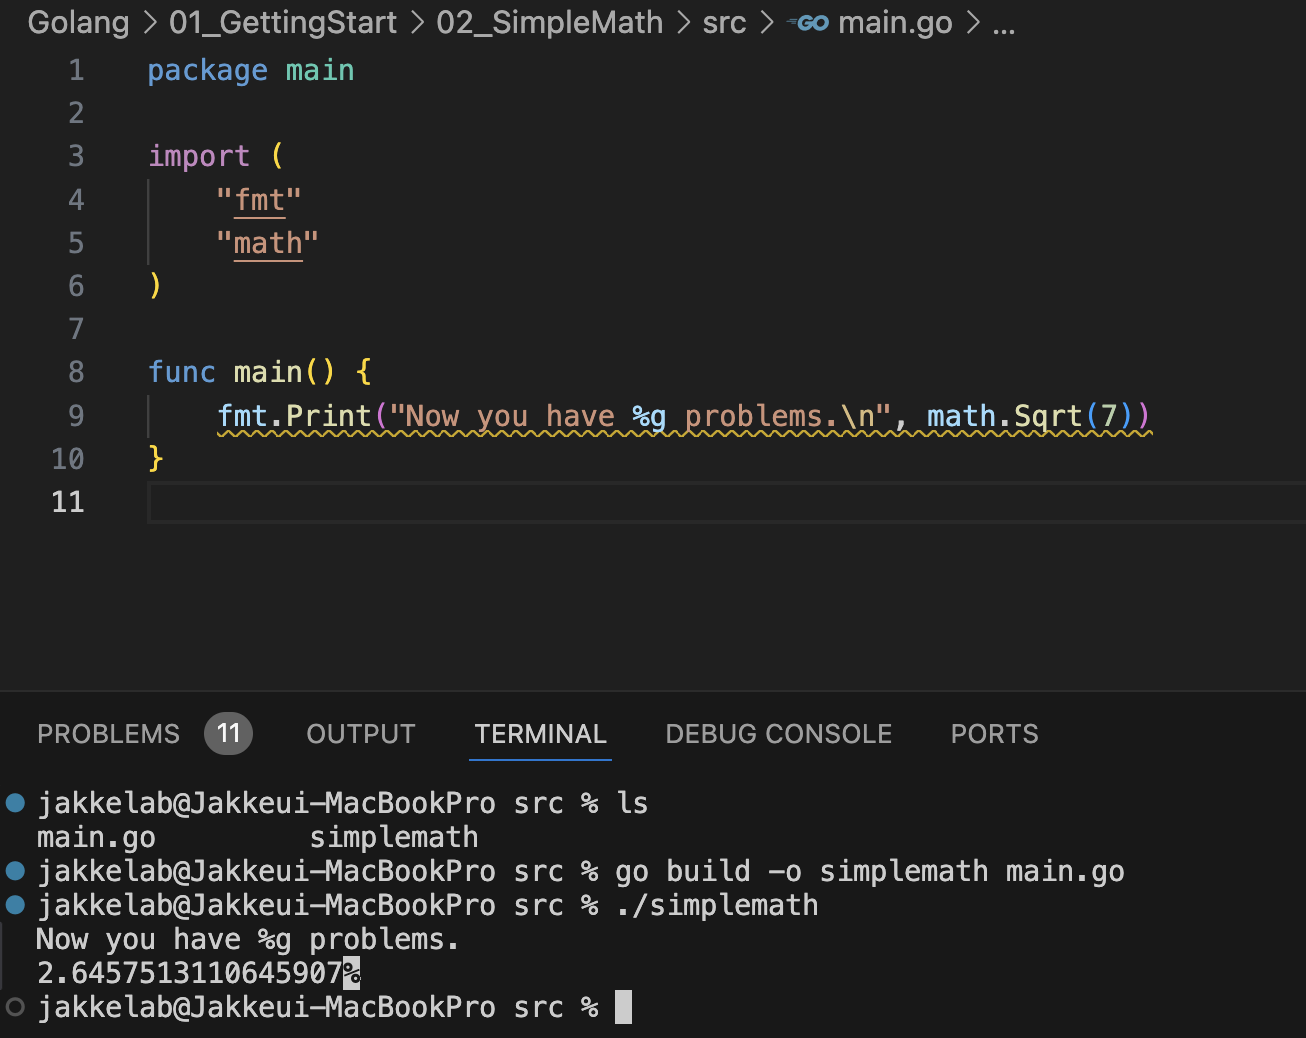 Golang > 01_GettingStart > 02_SimpleMath > src > GO main.go > ...
1 package main
2
3 import (
4     "fmt"
5     "math"
6 )
7
8 func main() {
9     fmt.Print("Now you have %g problems.\n", math.Sqrt(7))
10 }
11
PROBLEMS 11 OUTPUT TERMINAL DEBUG CONSOLE PORTS
jakkelab@Jakkeui-MacBookPro src % ls
main.go         simplemath
jakkelab@Jakkeui-MacBookPro src % go build -o simplemath main.go
jakkelab@Jakkeui-MacBookPro src % ./simplemath
Now you have %g problems.
2.6457513110645907%
jakkelab@Jakkeui-MacBookPro src %